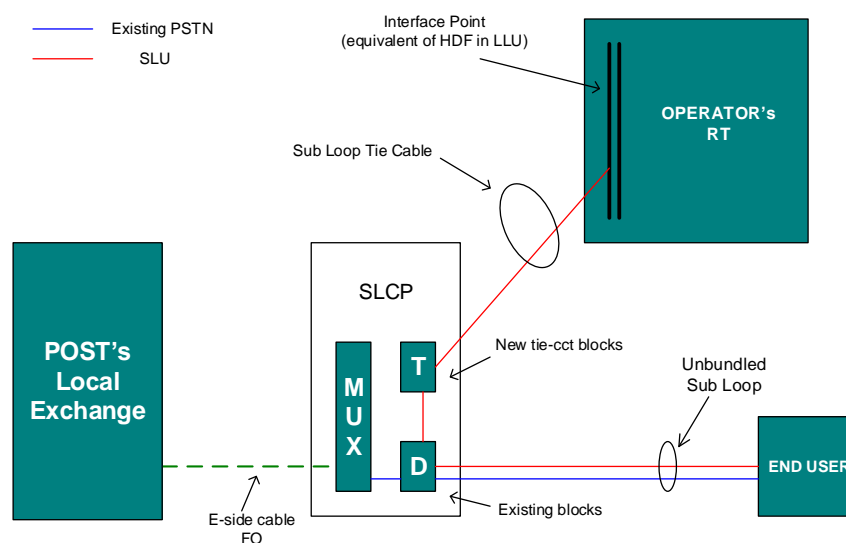 Existing PSTN
SLU
Interface Point
(equivalent of HDF in LLU)
OPERATOR's
RT
Sub Loop Tie Cable
SLCP
POST's
Local
Exchange
M
U
X
T
New tie-cct blocks
Unbundled
Sub Loop
D
END USER
Existing blocks
E-side cable
FO